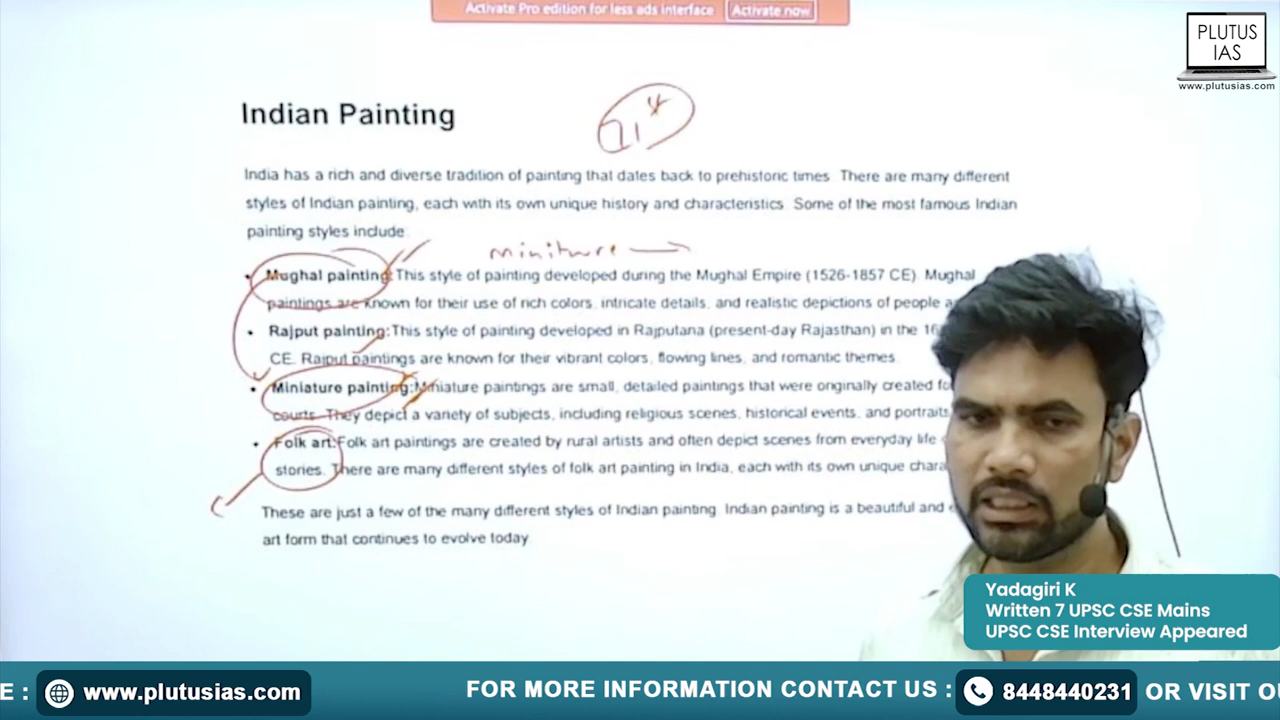 Activate Pro edition for less ads interface Activate now
PLUTUS
IAS
www.plutusias.com
Indian Painting
India has a rich and diverse tradition of painting that dates back to prehistoric times. There are many different
styles of Indian painting, each with its own unique history and characteristics. Some of the most famous Indian
painting styles include:
miniture
• Mughal painting: This style of painting developed during the Mughal Empire (1526-1857 CE). Mughal
paintings are known for their use of rich colors, intricate details, and realistic depictions of people
• Rajput painting: This style of painting developed in Rajputana (present-day Rajasthan) in the
CE. Rajput paintings are known for their vibrant colors, flowing lines, and romantic themes.
• Miniature painting: Miniature paintings are small, detailed paintings that were originally created
courts. They depict a variety of subjects, including religious scenes, historical events, and portraits
• Folk art: Folk art paintings are created by rural artists and often depict scenes from everyday life
stories. There are many different styles of folk art painting in India, each with its own unique
These are just a few of the many different styles of Indian painting. Indian painting is a beautiful and
art form that continues to evolve today
Yadagiri K
Written 7 UPSC CSE Mains
UPSC CSE Interview Appeared
E : www.plutusias.com FOR MORE INFORMATION CONTACT US : 8448440231 OR VISIT